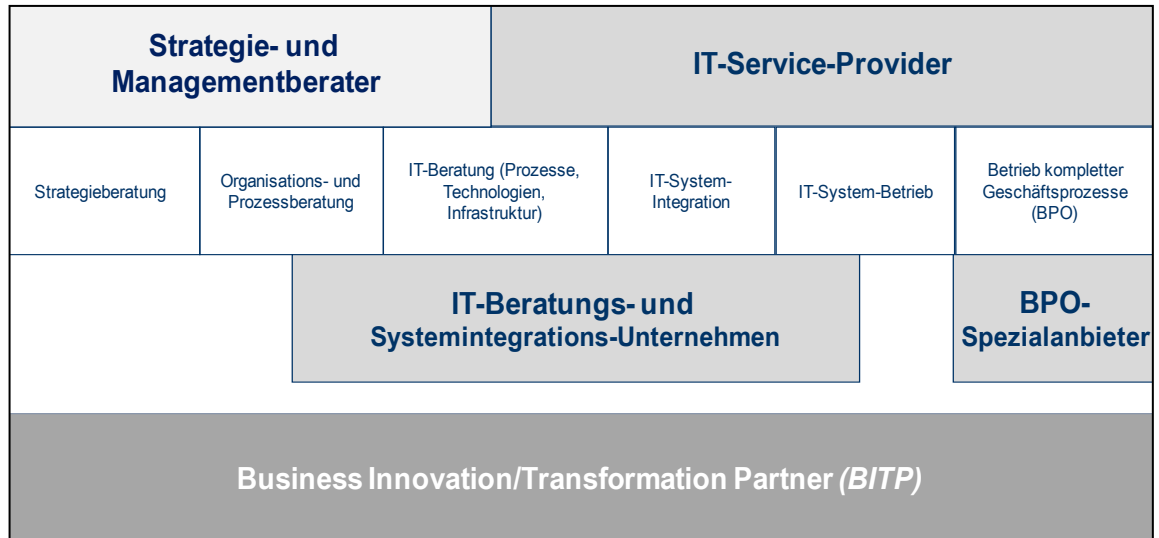 Strategie- und
Managementberater
IT-Service-Provider
Strategieberatung
Organisations- und
Prozessberatung
IT-Beratung (Prozesse,
Technologien,
Infrastruktur)
IT-System-
Integration
IT-System-Betrieb
Betrieb kompletter
Geschäftsprozesse
(BPO)
IT-Beratungs- und
Systemintegrations-Unternehmen
BPO-
Spezialanbieter
Business Innovation/Transformation Partner (BITP)